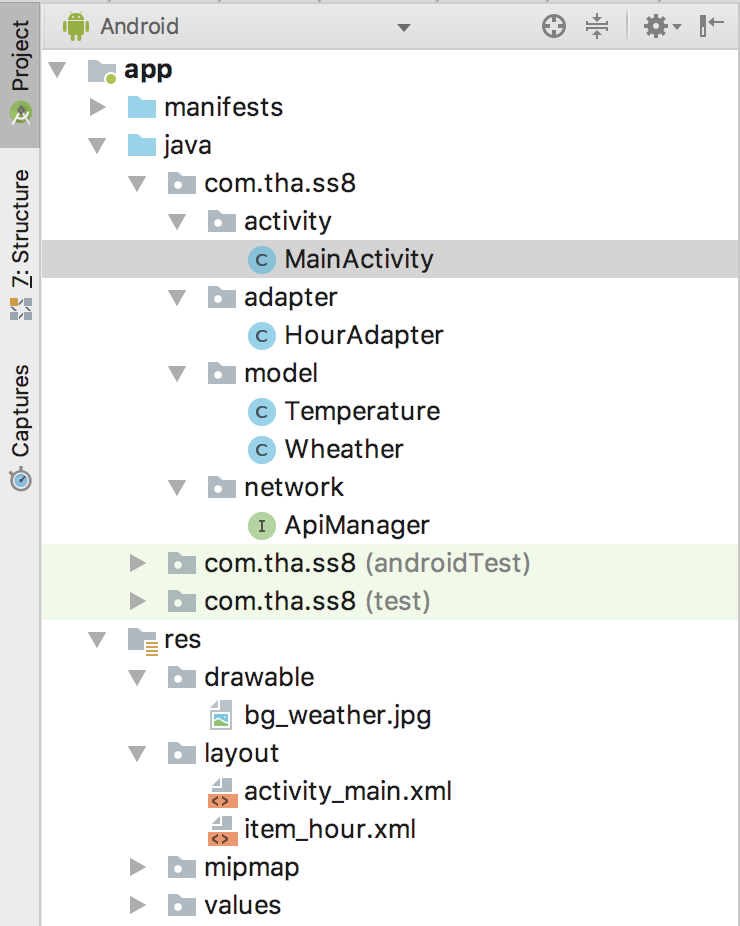 Android
Project
7: Structure
Captures
app
manifests
java
com.tha.ss8
activity
C MainActivity
adapter
C HourAdapter
model
C Temperature
C Wheather
network
I ApiManager
com.tha.ss8 (androidTest)
com.tha.ss8 (test)
res
drawable
bg_weather.jpg
layout
<> activity_main.xml
<> item_hour.xml
mipmap
values